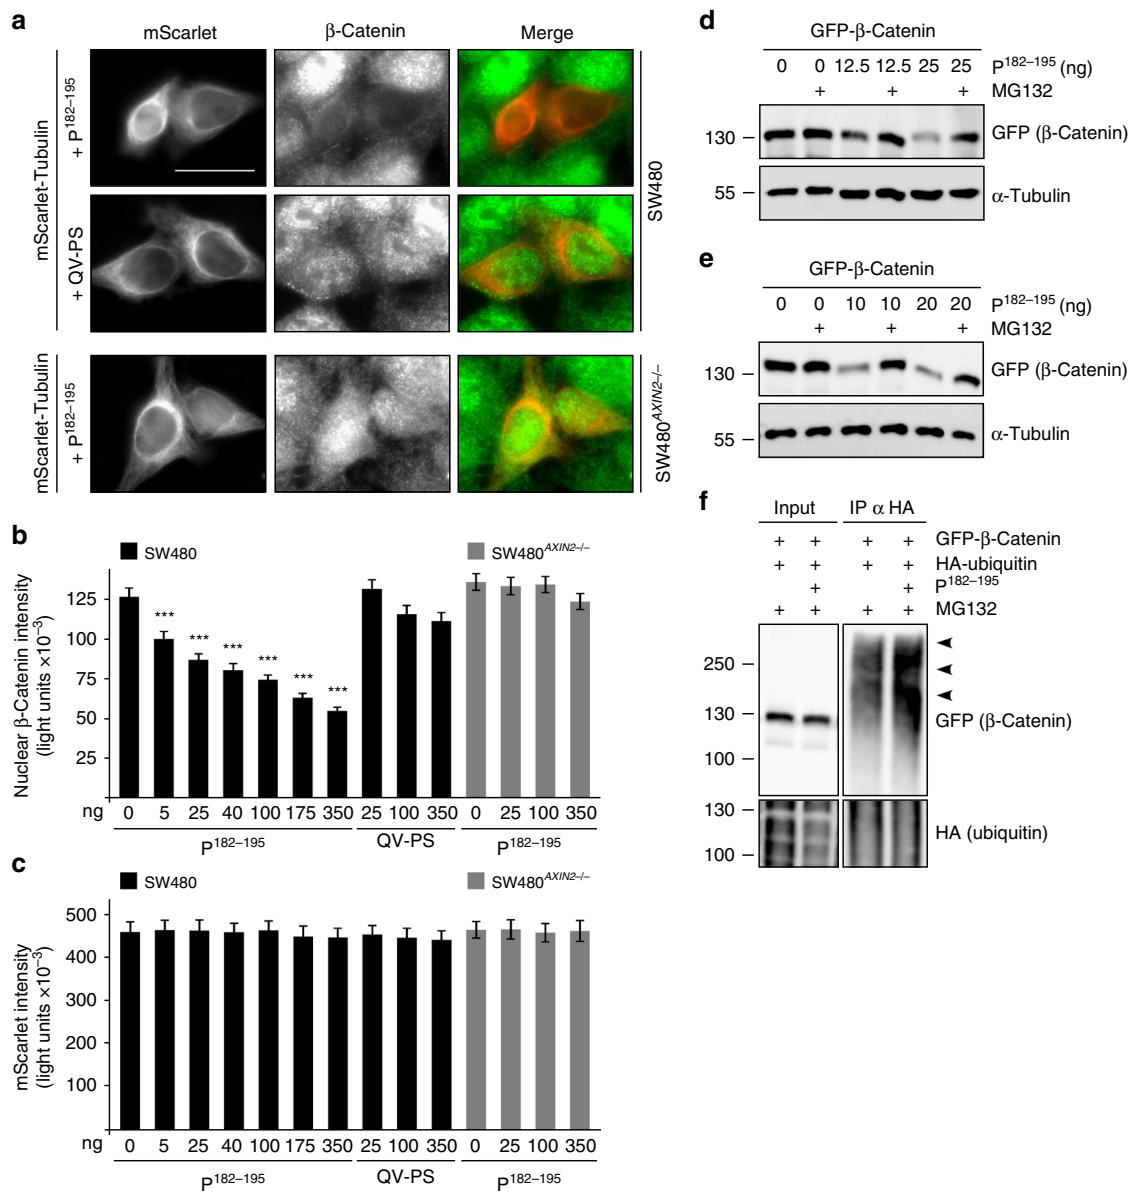 a
mScarlet
β-Catenin
Merge
mScarlet-Tubulin
+ P182–195
+ QV-PS
SW480
mScarlet-Tubulin
+ P182–195
SW480AXIN2–/–
b
SW480
SW480AXIN2–/–
Nuclear β-Catenin intensity
(light units ×10–3)
125
100
75
50
25
*** *** *** *** *** ***
ng 0 5 25 40 100 175 350 25 100 350 0 25 100 350
P182–195 QV-PS P182–195
c
SW480
SW480AXIN2–/–
mScarlet intensity
(light units ×10–3)
500
400
300
200
100
ng 0 5 25 40 100 175 350 25 100 350 0 25 100 350
P182–195 QV-PS P182–195
d
GFP-β-Catenin
0 0 12.5 12.5 25 25 P182–195 (ng)
+ + + MG132
130 GFP (β-Catenin)
55 α-Tubulin
e
GFP-β-Catenin
0 0 10 10 20 20 P182–195 (ng)
+ + + MG132
130 GFP (β-Catenin)
55 α-Tubulin
f
Input IP α HA
+ + + + GFP-β-Catenin
+ + + + HA-ubiquitin
+ + P182–195
+ + + + MG132
250
130 GFP (β-Catenin)
100
130
HA (ubiquitin)
100